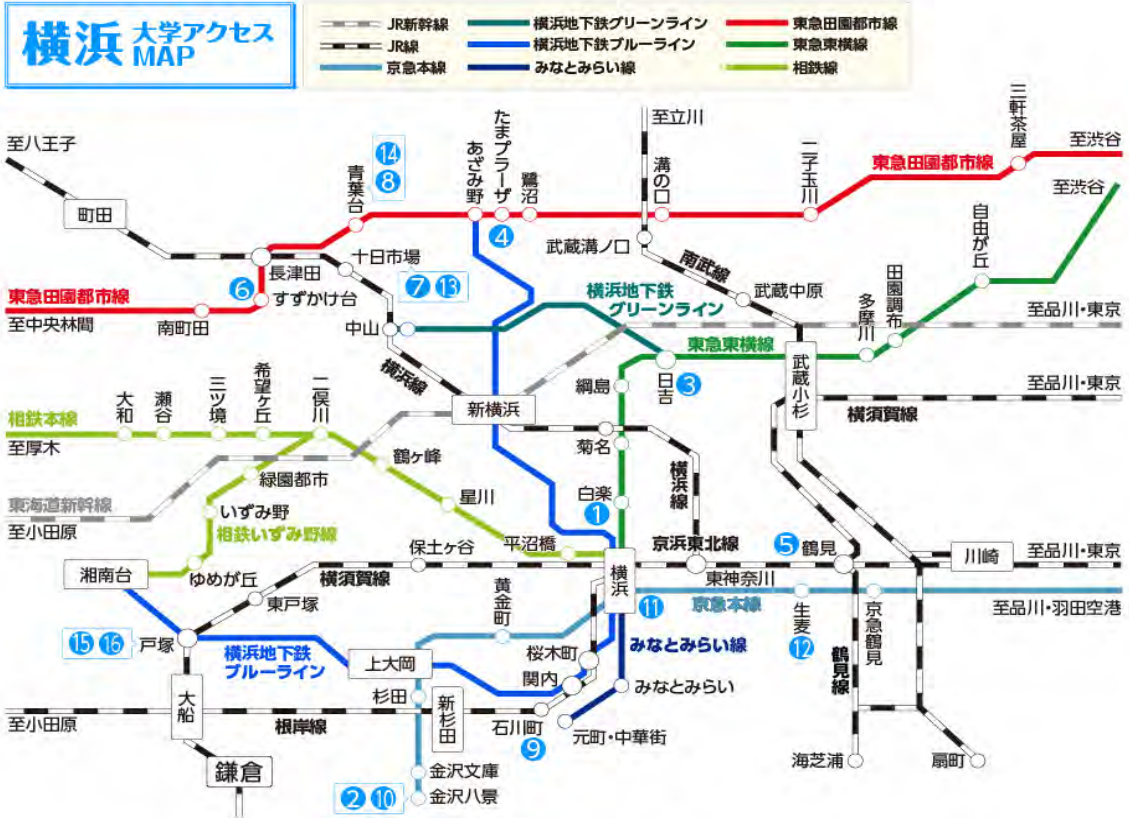 横浜 大学アクセス
MAP
JR新幹線
JR線
京急本線
横浜地下鉄グリーンライン
横浜地下鉄ブルーライン
みなとみらい線
東急田園都市線
東急東横線
相鉄線
至八王子
町田
14
8
青葉台
あざみ野
たまプラーザ
鷺沼
4
至立川
溝の口
二子玉川
東急田園都市線
三軒茶屋
至渋谷
至渋谷
長津田
十日市場
7 13
武蔵溝ノ口
南武線
武蔵中原
自由が丘
田園調布
多摩川
6
すずかけ台
東急田園都市線
至中央林間
南町田
中山
横浜線
横浜地下鉄
グリーンライン
東急東横線
至品川・東京
日吉
3
綱島
武蔵小杉
至品川・東京
横須賀線
新横浜
菊名
横浜線
相鉄本線
至厚木
大和
瀬谷
三ツ境
希望ヶ丘
二俣川
鶴ヶ峰
緑園都市
星川
東海道新幹線
至小田原
いずみ野
相鉄いずみ野線
白楽
1
平沼橋
湘南台
ゆめが丘
保土ヶ谷
横須賀線
東戸塚
横浜
京浜東北線
東神奈川
5 鶴見
川崎
至品川・東京
京急本線
11
生麦
12
京急鶴見
至品川・羽田空港
黄金町
15 16
戸塚
横浜地下鉄
ブルーライン
上大岡
桜木町
関内
みなとみらい線
みなとみらい
鶴見線
至小田原
大船
根岸線
杉田
新杉田
石川町
9
元町・中華街
鎌倉
金沢文庫
2 10
金沢八景
海芝浦
扇町